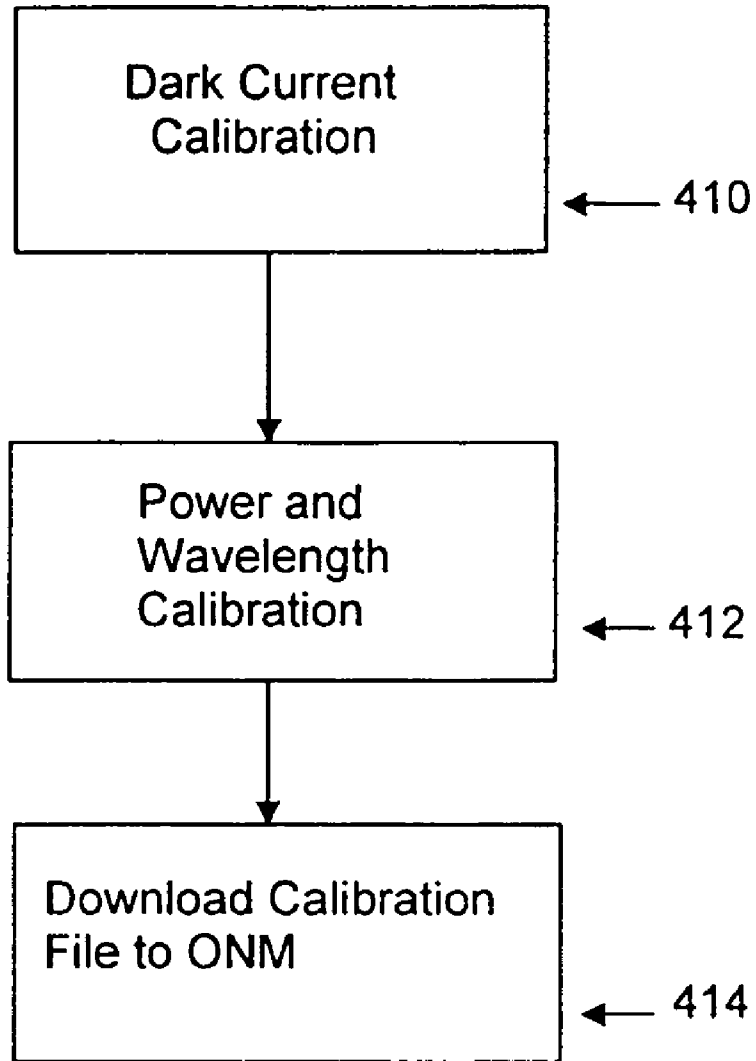 Dark Current
Calibration
410
Power and
Wavelength
Calibration
412
Download Calibration
File to ONM
414